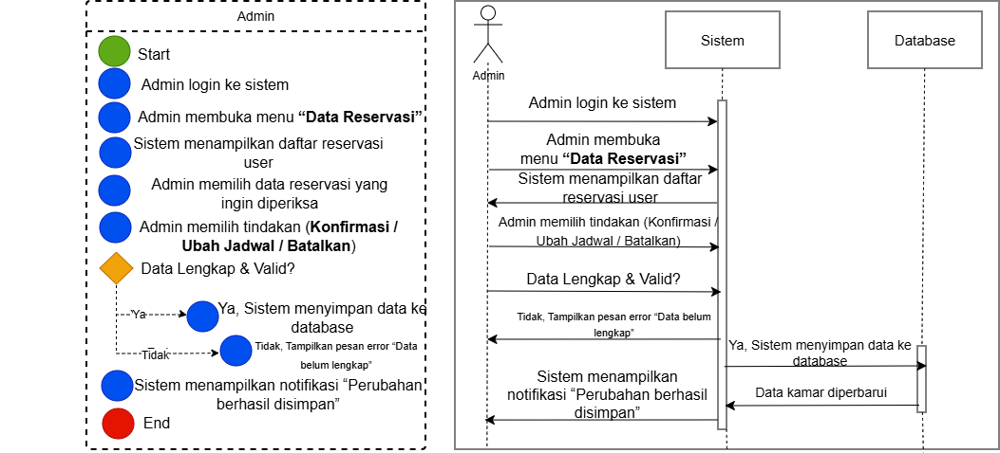 Admin
Start
Admin login ke sistem
Admin membuka menu “Data Reservasi”
Sistem menampilkan daftar reservasi
user
Admin memilih data reservasi yang
ingin diperiksa
Admin memilih tindakan (Konfirmasi /
Ubah Jadwal / Batalkan)
Data Lengkap & Valid?
Ya
Ya, Sistem menyimpan data ke
database
Tidak
Tidak, Tampilkan pesan error “Data
belum lengkap”
Sistem menampilkan notifikasi “Perubahan
berhasil disimpan”
End
Admin
Sistem
Database
Admin login ke sistem
Admin membuka
menu “Data Reservasi”
Sistem menampilkan daftar
reservasi user
Admin memilih tindakan (Konfirmasi /
Ubah Jadwal / Batalkan)
Data Lengkap & Valid?
Tidak, Tampilkan pesan error “Data belum
lengkap”
Ya, Sistem menyimpan data ke
database
Sistem menampilkan
notifikasi “Perubahan berhasil
disimpan”
Data kamar diperbarui